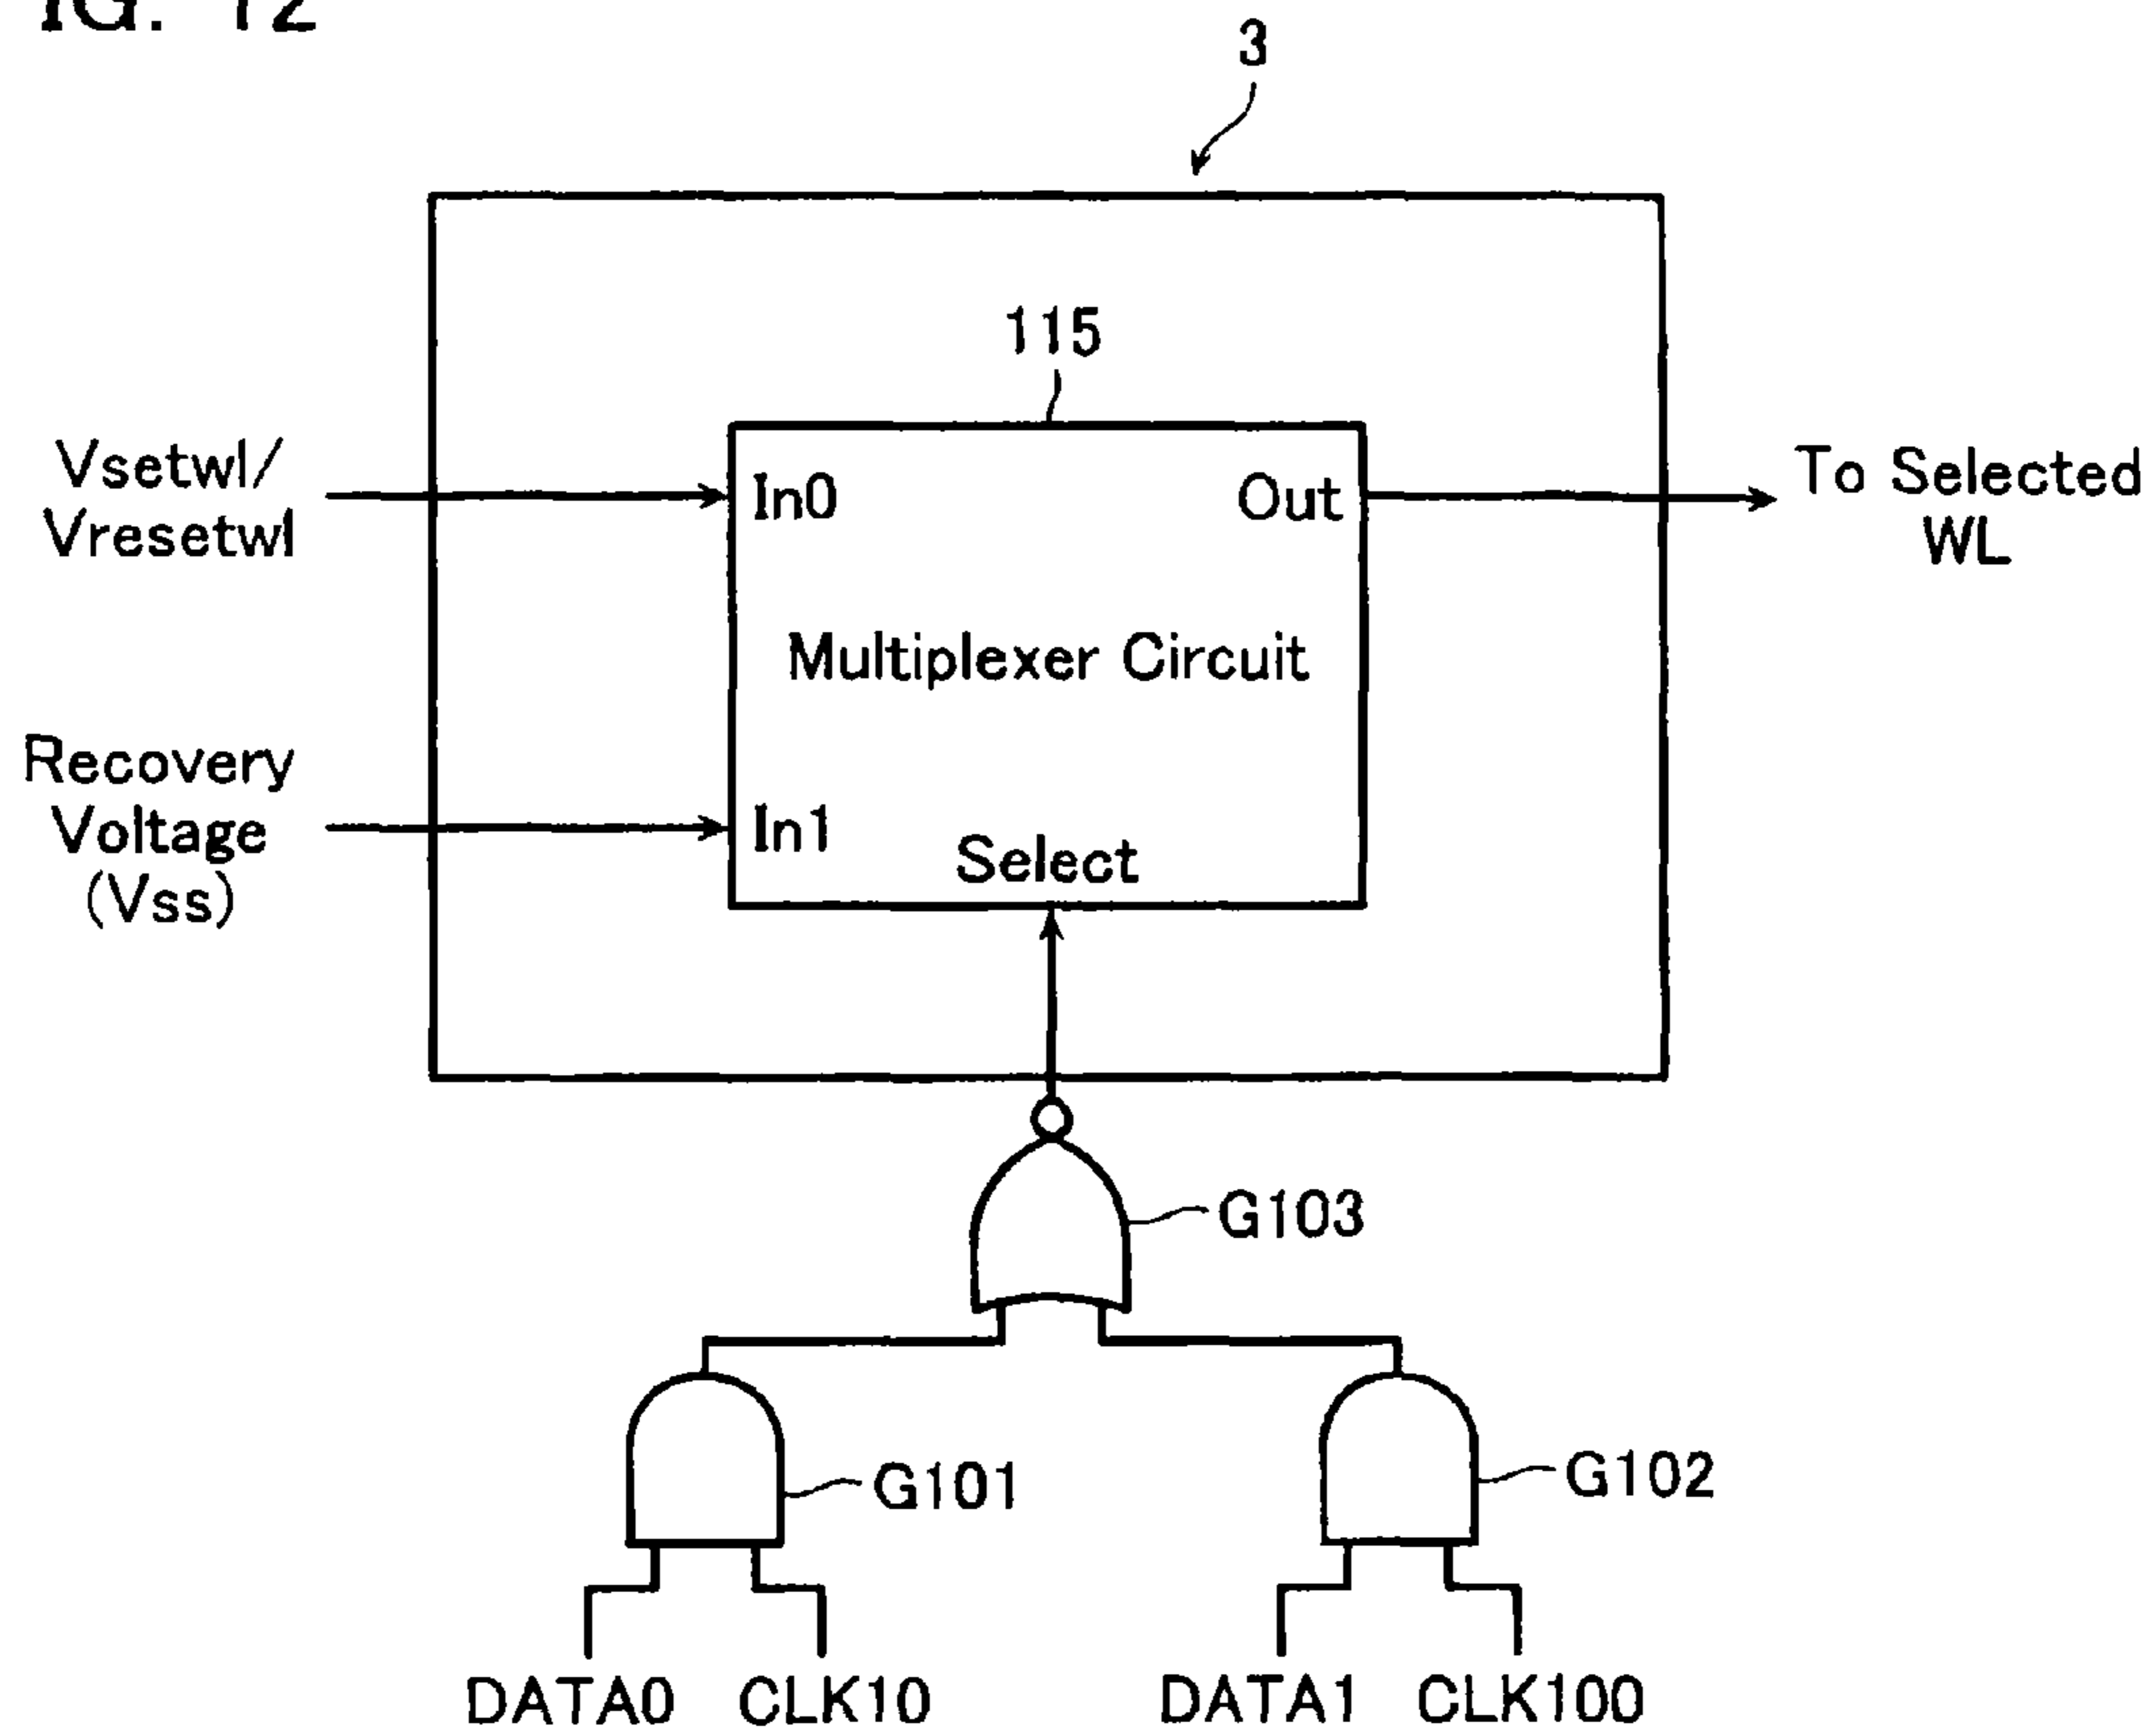 IG. 12
3
115
Vsetwl/
Vresetwl
In0
Out
To Selected
WL
Multiplexer Circuit
Recovery
Voltage
(Vss)
In1
Select
G103
G101
G102
DATA0
CLK10
DATA1
CLK100